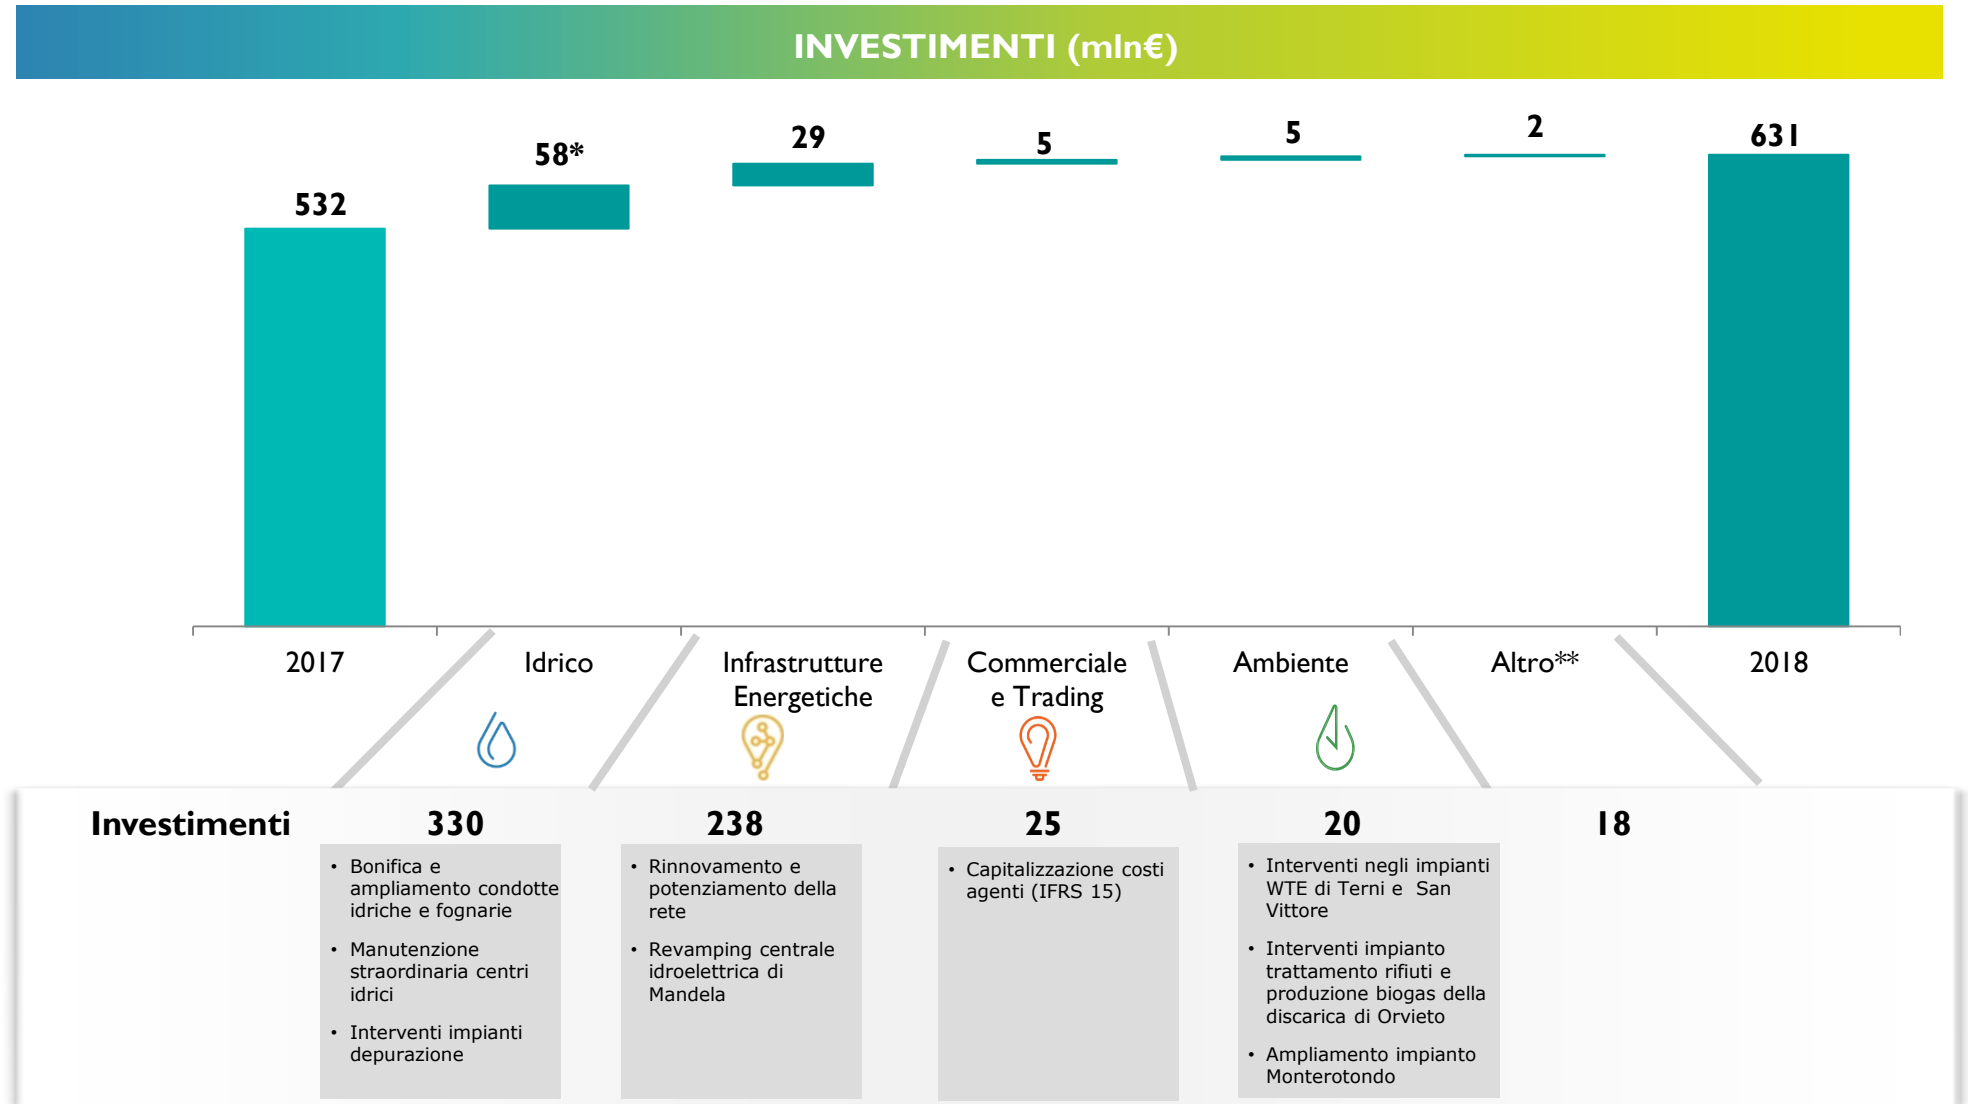 INVESTIMENTI (mln€)
532
58*
29
5
5
2
631
2017
Idrico
Infrastrutture
Energetiche
Commerciale
e Trading
Ambiente
Altro**
2018
Investimenti
330
238
25
20
18
• Bonifica e
ampliamento condotte
idriche e fognarie
• Manutenzione
straordinaria centri
idrici
• Interventi impianti
depurazione
• Rinnovamento e
potenziamento della
rete
• Revamping centrale
idroelettrica di
Mandela
• Capitalizzazione costi
agenti (IFRS 15)
• Interventi negli impianti
WTE di Terni e San
Vittore
• Interventi impianto
trattamento rifiuti e
produzione biogas della
discarica di Orvieto
• Ampliamento impianto
Monterotondo